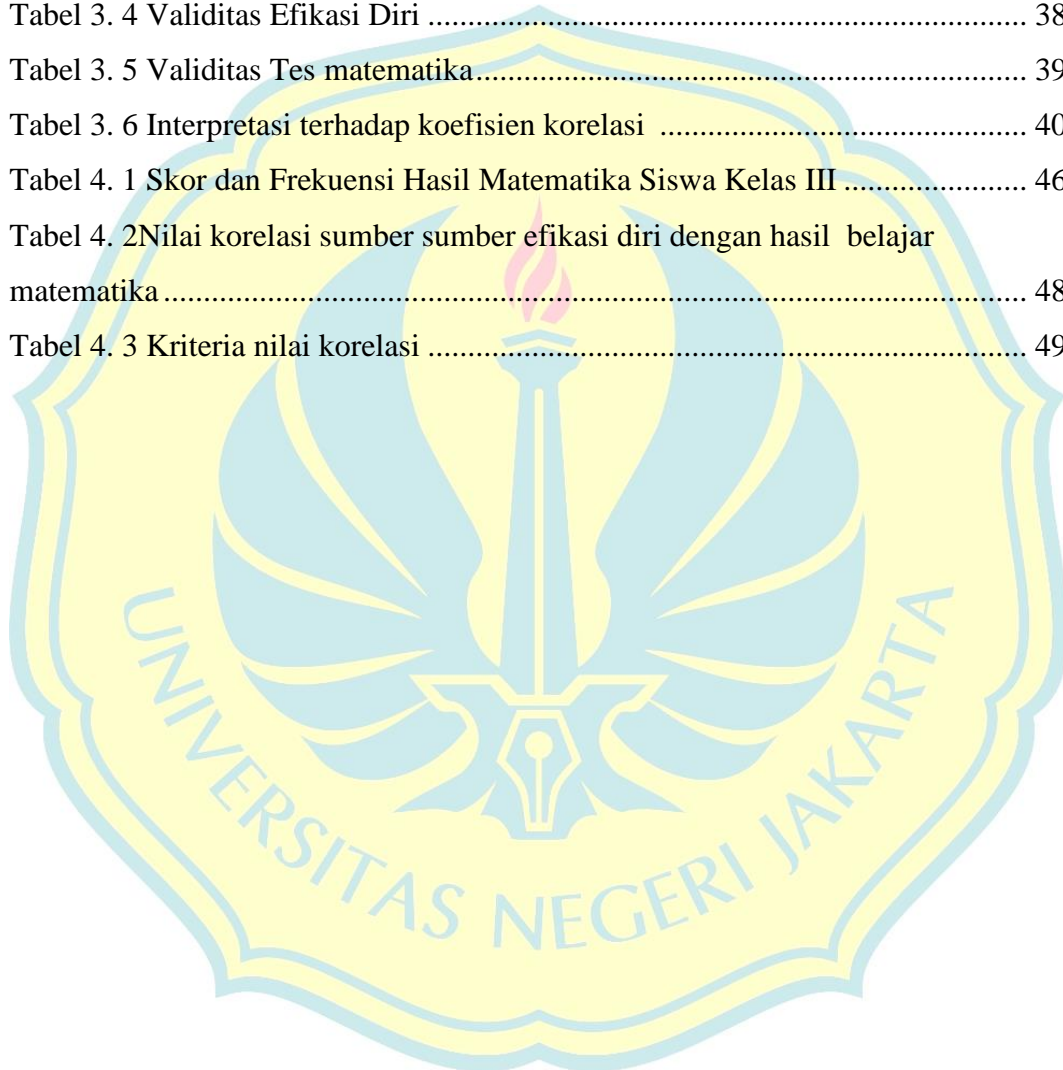 Tabel 3. 4 Validitas Efikasi Diri ........................................................................... 38
Tabel 3. 5 Validitas Tes matematika..................................................................... 39
Tabel 3. 6 Interpretasi terhadap koefisien korelasi .............................................. 40
Tabel 4. 1 Skor dan Frekuensi Hasil Matematika Siswa Kelas III ....................... 46
Tabel 4. 2Nilai korelasi sumber sumber efikasi diri dengan hasil  belajar
matematika ............................................................................................................ 48
Tabel 4. 3 Kriteria nilai korelasi ........................................................................... 49
UNIVERSITAS NEGERI JAKARTA